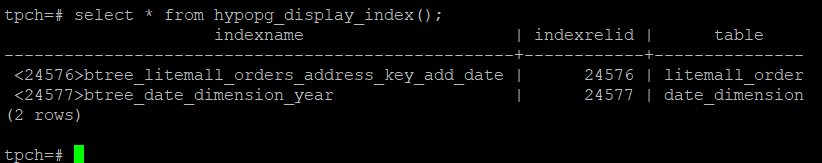 tpch=# select * from hypopg_display_index();
indexname | indexrelid | table
--------------------------------------------------+------------+----------------
<24576>btree_litemall_orders_address_key_add_date | 24576 | litemall_order
<24577>btree_date_dimension_year | 24577 | date_dimension
(2 rows)
tpch=#